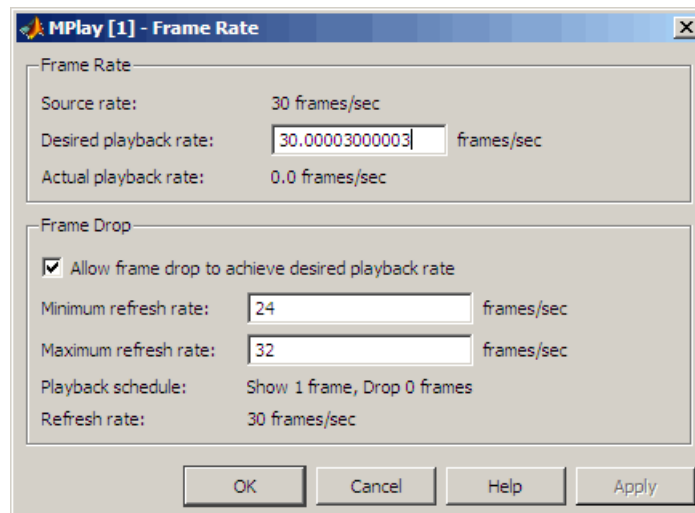 MPlay [1] - Frame Rate
Frame Rate
Source rate: 30 frames/sec
Desired playback rate: 30.00003000003 frames/sec
Actual playback rate: 0.0 frames/sec
Frame Drop
Allow frame drop to achieve desired playback rate
Minimum refresh rate: 24 frames/sec
Maximum refresh rate: 32 frames/sec
Playback schedule: Show 1 frame, Drop 0 frames
Refresh rate: 30 frames/sec
OK Cancel Help Apply